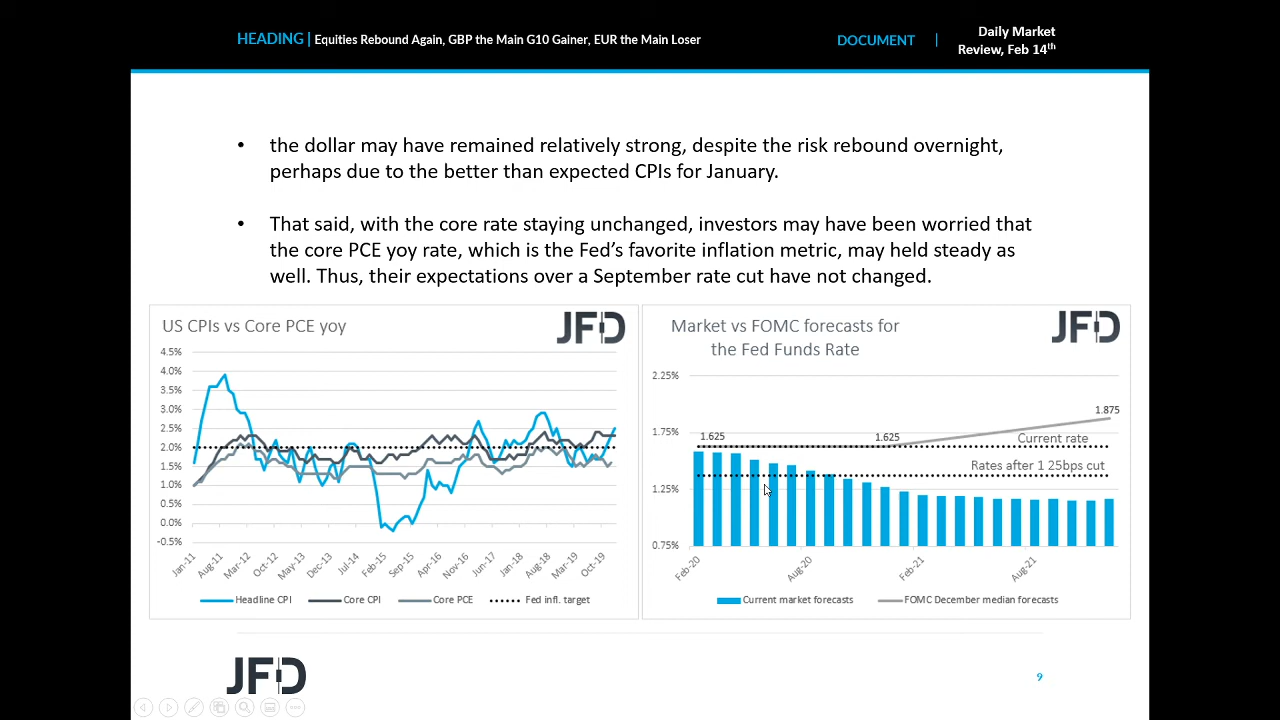 HEADING | Equities Rebound Again, GBP the Main G10 Gainer, EUR the Main Loser
DOCUMENT |
Daily Market
Review, Feb 14th
• the dollar may have remained relatively strong, despite the risk rebound overnight,
perhaps due to the better than expected CPIs for January.
• That said, with the core rate staying unchanged, investors may have been worried that
the core PCE yoy rate, which is the Fed's favorite inflation metric, may held steady as
well. Thus, their expectations over a September rate cut have not changed.
US CPIs vs Core PCE yoy
JFD
4.5%
4.0%
3.5%
3.0%
2.5%
2.0%
1.5%
1.0%
0.5%
0.0%
-0.5%
Jan-11
Aug-11
Mar-12
Oct-12
May-13
Dec-13
Jul-14
Feb-15
Sep-15
Apr-16
Nov-16
Jun-17
Jan-18
Aug-18
Mar-19
Oct-19
Headline CPI
Core CPI
Core PCE
Fed infl. target
Market vs FOMC forecasts for
the Fed Funds Rate
JFD
2.25%
1.75%
1.25%
0.75%
1.625
1.625
1.875
Current rate
Rates after 1 25bps cut
Feb-20
Aug-20
Feb-21
Aug-21
Current market forecasts
FOMC December median forecasts
JFD
9